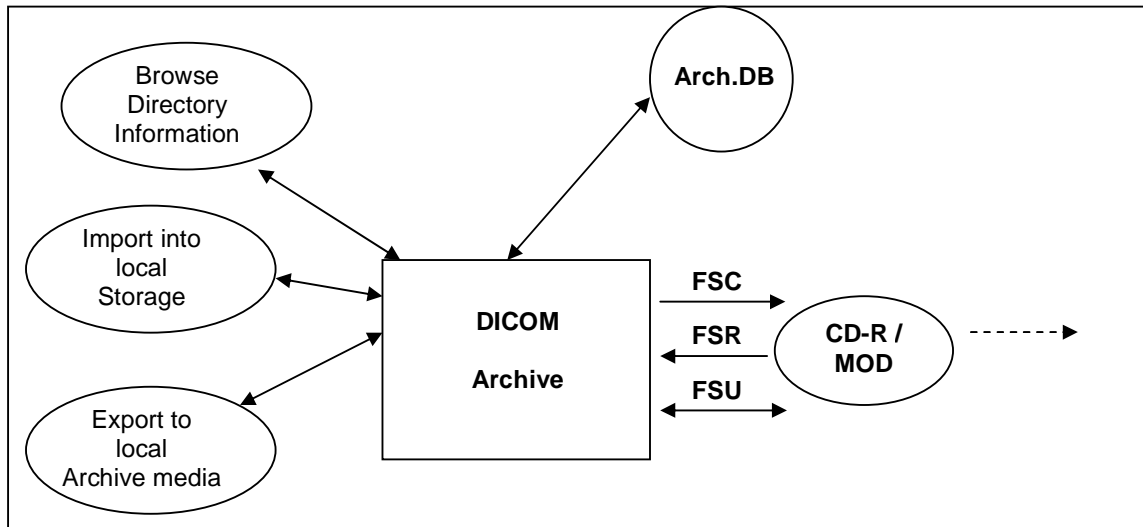 Browse
Directory
Information
Arch.DB
Import into
local
Storage
DICOM
Archive
FSC
FSR
FSU
CD-R /
MOD
Export to
local
Archive media